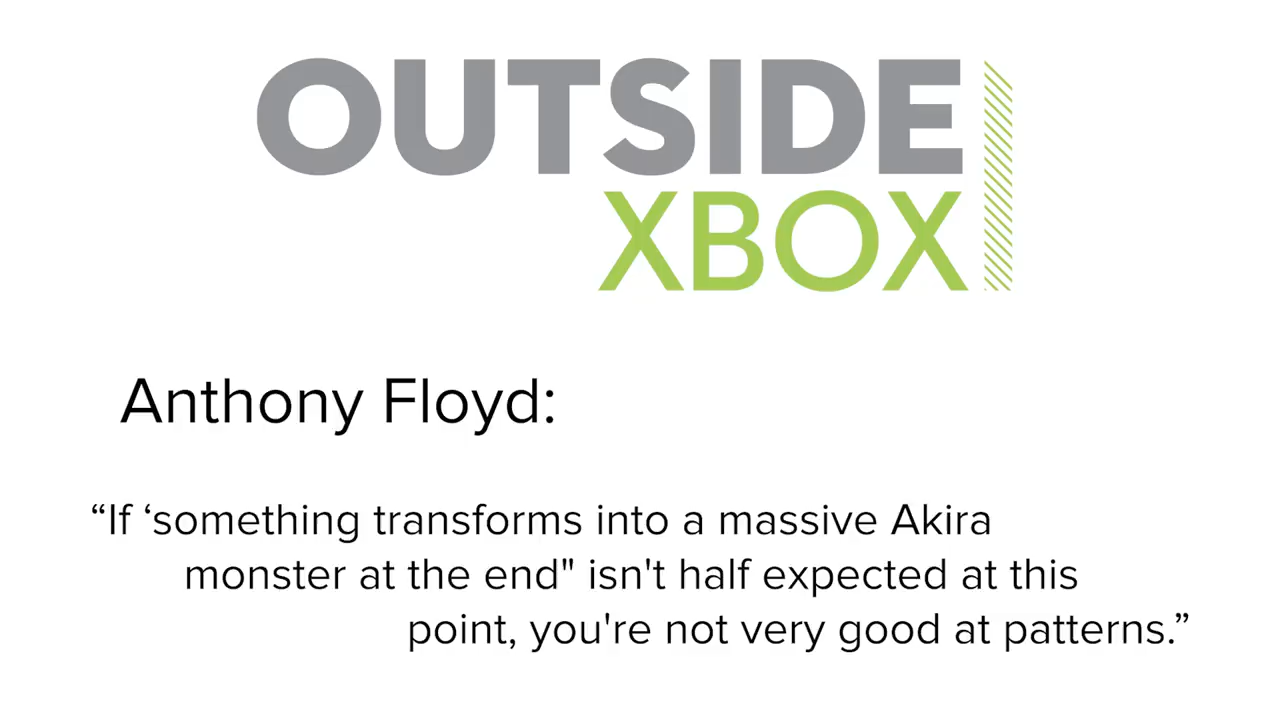 OUTSIDE
XBOX
Anthony Floyd:
“If ‘something transforms into a massive Akira
monster at the end" isn't half expected at this
point, you're not very good at patterns.”